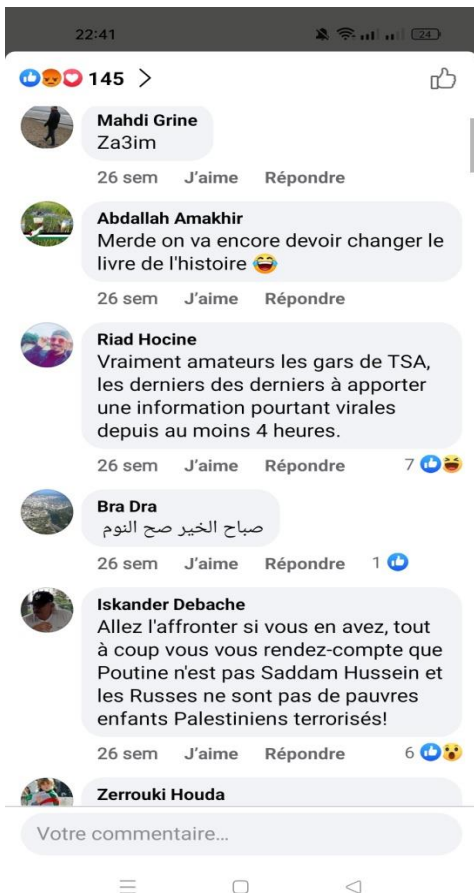 22:41
24
145 >
Mahdi Grine
Za3im
26 sem J'aime Répondre
Abdallah Amakhir
Merde on va encore devoir changer le
livre de l'histoire 😂
26 sem J'aime Répondre
Riad Hocine
Vraiment amateurs les gars de TSA,
les derniers des derniers à apporter
une information pourtant virales
depuis au moins 4 heures.
26 sem J'aime Répondre 7
Bra Dra
صباح الخير صح النوم
26 sem J'aime Répondre 1
Iskander Debache
Allez l'affronter si vous en avez, tout
à coup vous vous rendez-compte que
Poutine n'est pas Saddam Hussein et
les Russes ne sont pas de pauvres
enfants Palestiniens terrorisés!
26 sem J'aime Répondre 6
Zerrouki Houda
Votre commentaire...